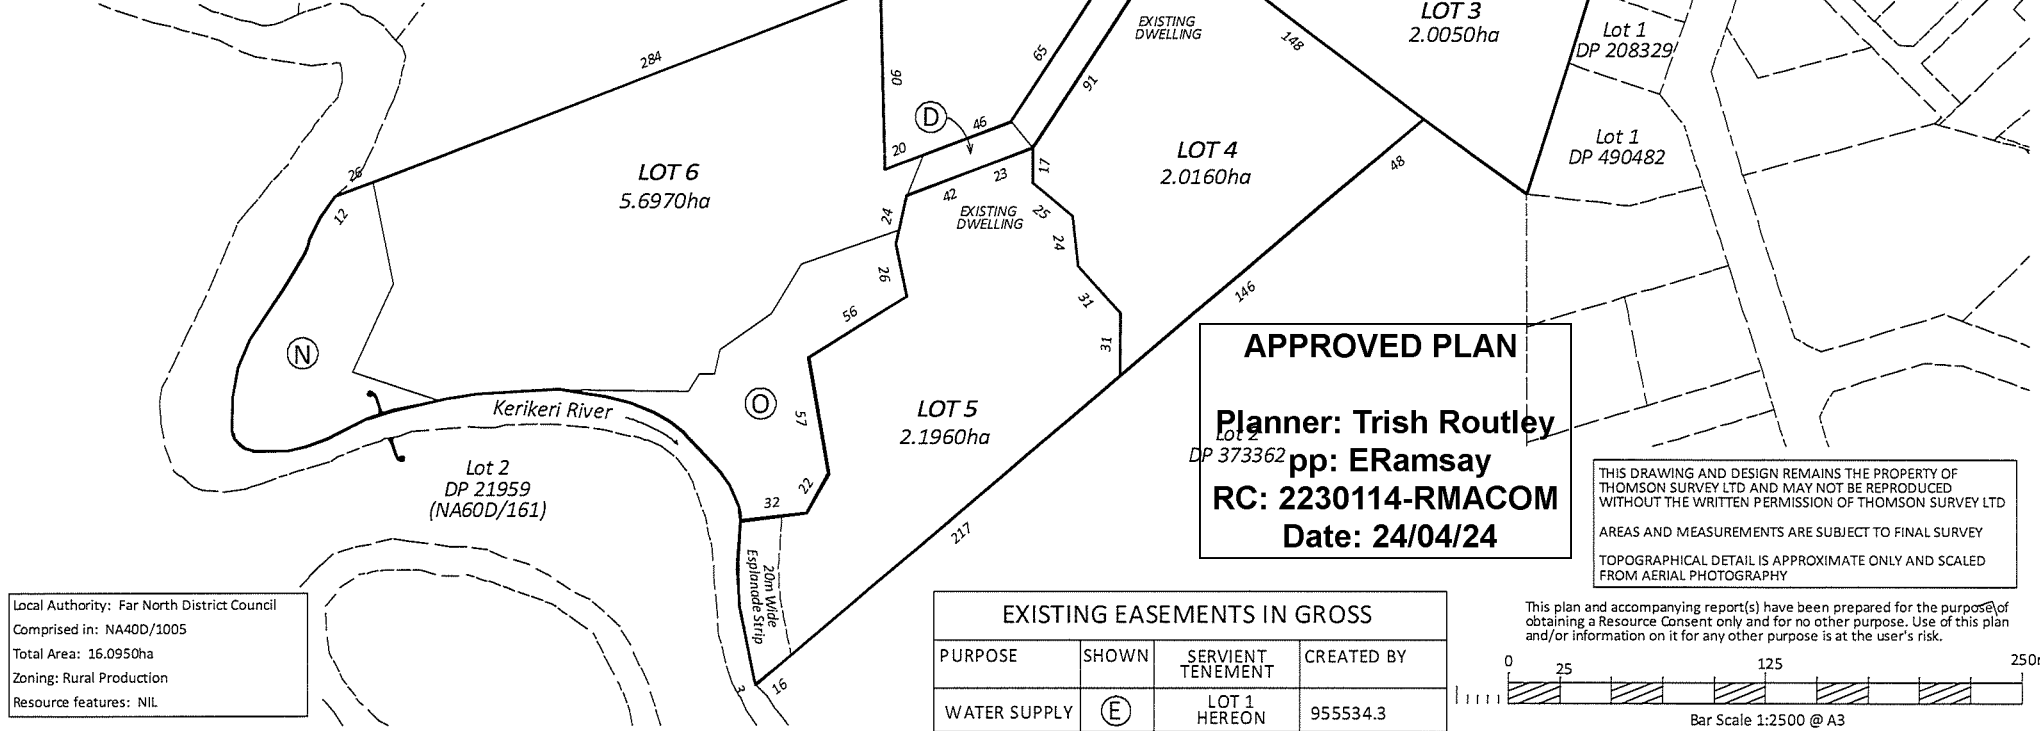 LOT 3
2.0050ha
EXISTING
DWELLING
Lot 1
DP 208329
148
284
65
91
90
D
46
20
LOT 4
2.0160ha
Lot 1
DP 490482
LOT 6
5.6970ha
26
12
17
48
23
42
EXISTING
DWELLING
25
24
24
26
31
146
56
31
N
O
Kerikeri River
57
LOT 5
2.1960ha
APPROVED PLAN
Planner: Trish Routley
pp: ERamsay
RC: 2230114-RMACOM
Date: 24/04/24
Lot 2
DP 373362
Lot 2
DP 21959
(NA60D/161)
22
32
217
20m Wide
Esplanade Strip
3
16
THIS DRAWING AND DESIGN REMAINS THE PROPERTY OF
THOMSON SURVEY LTD AND MAY NOT BE REPRODUCED
WITHOUT THE WRITTEN PERMISSION OF THOMSON SURVEY LTD
AREAS AND MEASUREMENTS ARE SUBJECT TO FINAL SURVEY
TOPOGRAPHICAL DETAIL IS APPROXIMATE ONLY AND SCALED
FROM AERIAL PHOTOGRAPHY
Local Authority: Far North District Council
Comprised in: NA40D/1005
Total Area: 16.0950ha
Zoning: Rural Production
Resource features: NIL
EXISTING EASEMENTS IN GROSS
PURPOSE SHOWN SERVIENT TENEMENT CREATED BY
WATER SUPPLY E LOT 1 HEREON 955534.3
This plan and accompanying report(s) have been prepared for the purpose of
obtaining a Resource Consent only and for no other purpose. Use of this plan
and/or information on it for any other purpose is at the user's risk.
0 25 125 250
Bar Scale 1:2500 @ A3